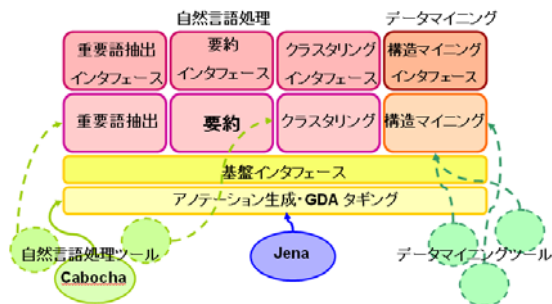 自然言語処理
データマイニング
重要語抽出
インタフェース
要約
インタフェース
クラスタリング
インタフェース
構造マイニング
インタフェース
重要語抽出
要約
クラスタリング
構造マイニング
基盤インタフェース
アノテーション生成・GDA タギング
自然言語処理ツール
Cabocha
Jena
データマイニングツール